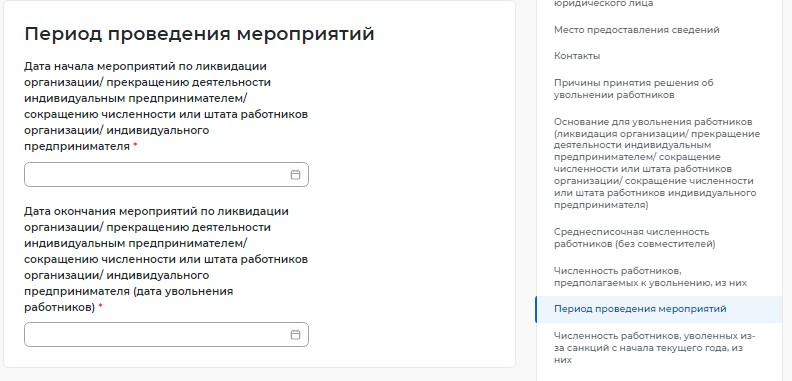 Период проведения мероприятий
Дата начала мероприятий по ликвидации
организации/ прекращению деятельности
индивидуальным предпринимателем/
сокращению численности или штата работников
организации/ индивидуального
предпринимателя *
Дата окончания мероприятий по ликвидации
организации/ прекращению деятельности
индивидуальным предпринимателем/
сокращению численности или штата работников
организации/ индивидуального
предпринимателя (дата увольнения
работников) *
юридического лица
Место предоставления сведений
Контакты
Причины принятия решения об
увольнении работников
Основание для увольнения работников
(ликвидация организации/ прекращение
деятельности индивидуальным
предпринимателем/ сокращение
численности или штата работников
организации/ сокращение численности
или штата работников индивидуального
предпринимателя)
Среднесписочная численность
работников (без совместителей)
Численность работников,
предполагаемых к увольнению, из них
Период проведения мероприятий
Численность работников, уволенных из-
за санкций с начала текущего года, из
них